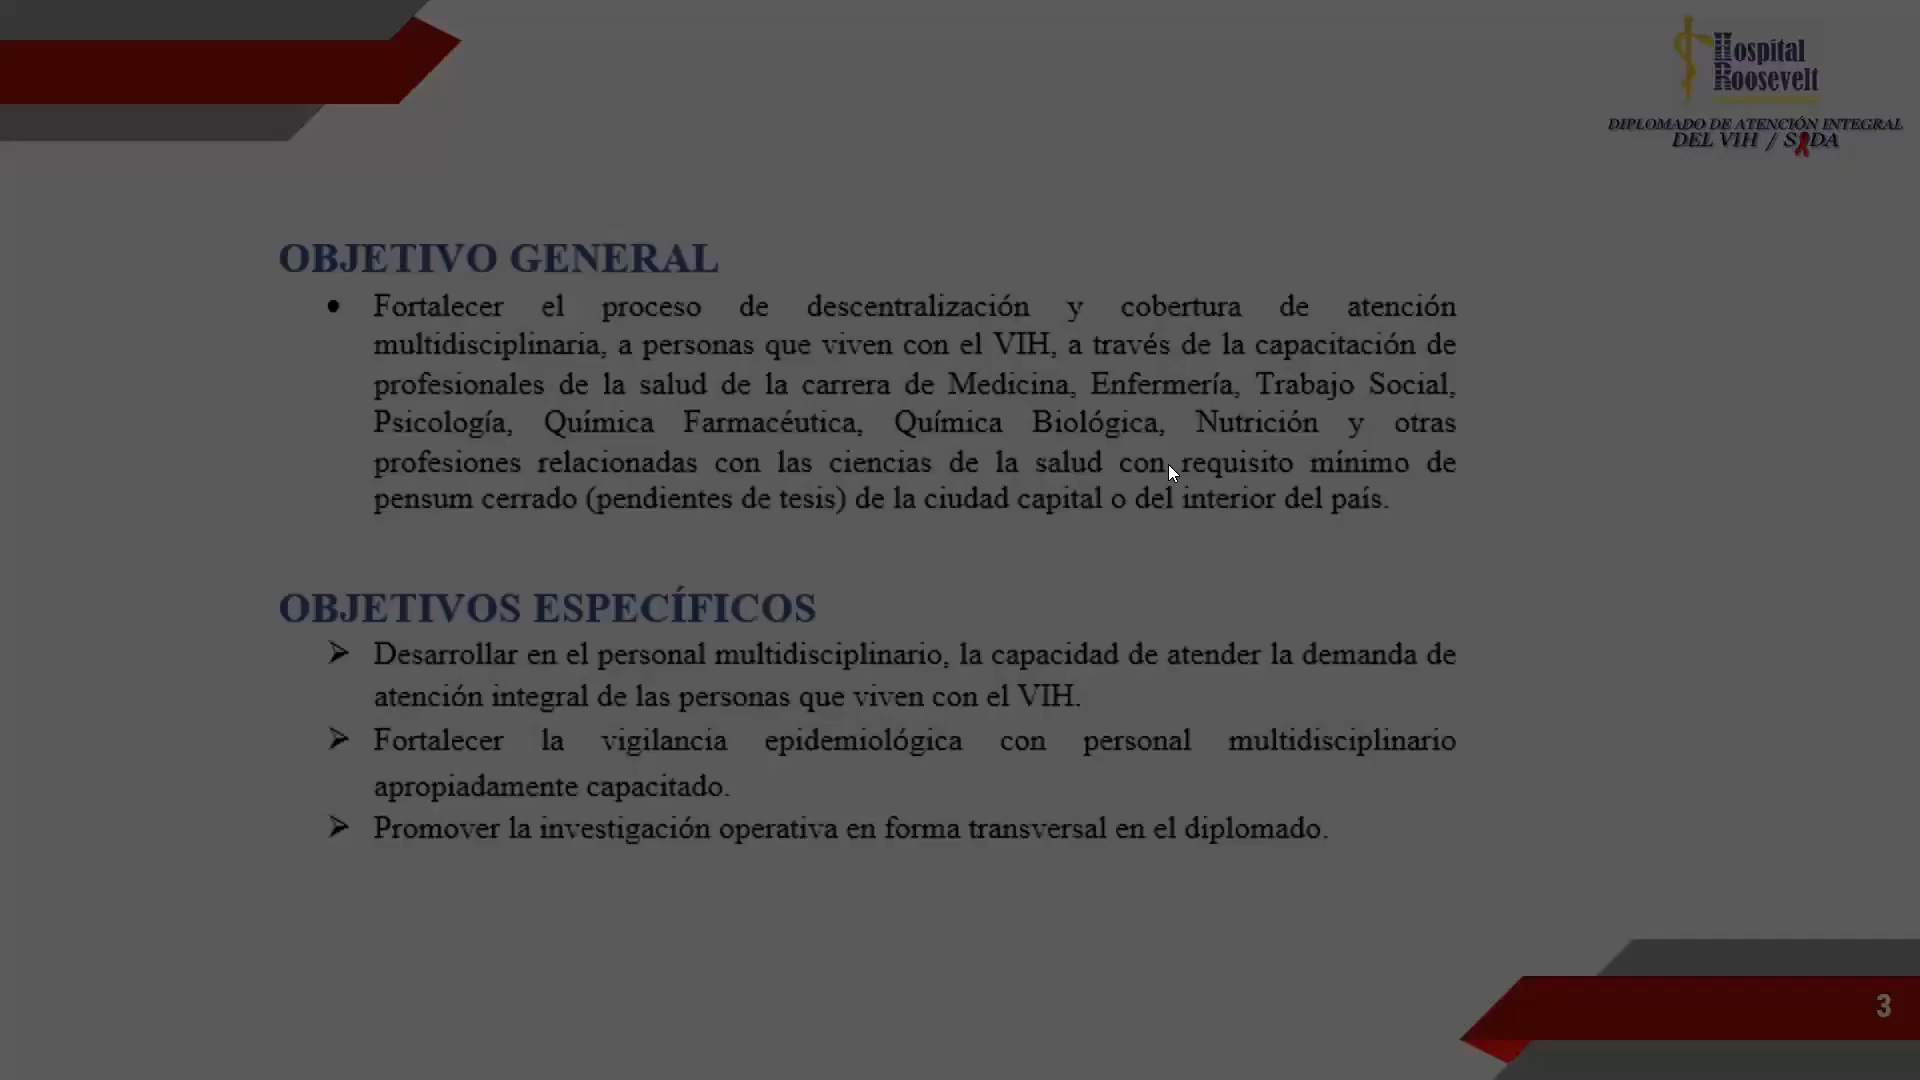 Hospital
Roosevelt
DIPLOMADO DE ATENCIÓN INTEGRAL
DEL VIH / SIDA
OBJETIVO GENERAL
• Fortalecer el proceso de descentralización y cobertura de atención
multidisciplinaria, a personas que viven con el VIH, a través de la capacitación de
profesionales de la salud de la carrera de Medicina, Enfermería, Trabajo Social,
Psicología, Química Farmacéutica, Química Biológica, Nutrición y otras
profesiones relacionadas con las ciencias de la salud con requisito mínimo de
pensum cerrado (pendientes de tesis) de la ciudad capital o del interior del país.
OBJETIVOS ESPECÍFICOS
➢ Desarrollar en el personal multidisciplinario, la capacidad de atender la demanda de
atención integral de las personas que viven con el VIH.
➢ Fortalecer la vigilancia epidemiológica con personal multidisciplinario
apropiadamente capacitado.
➢ Promover la investigación operativa en forma transversal en el diplomado.
3